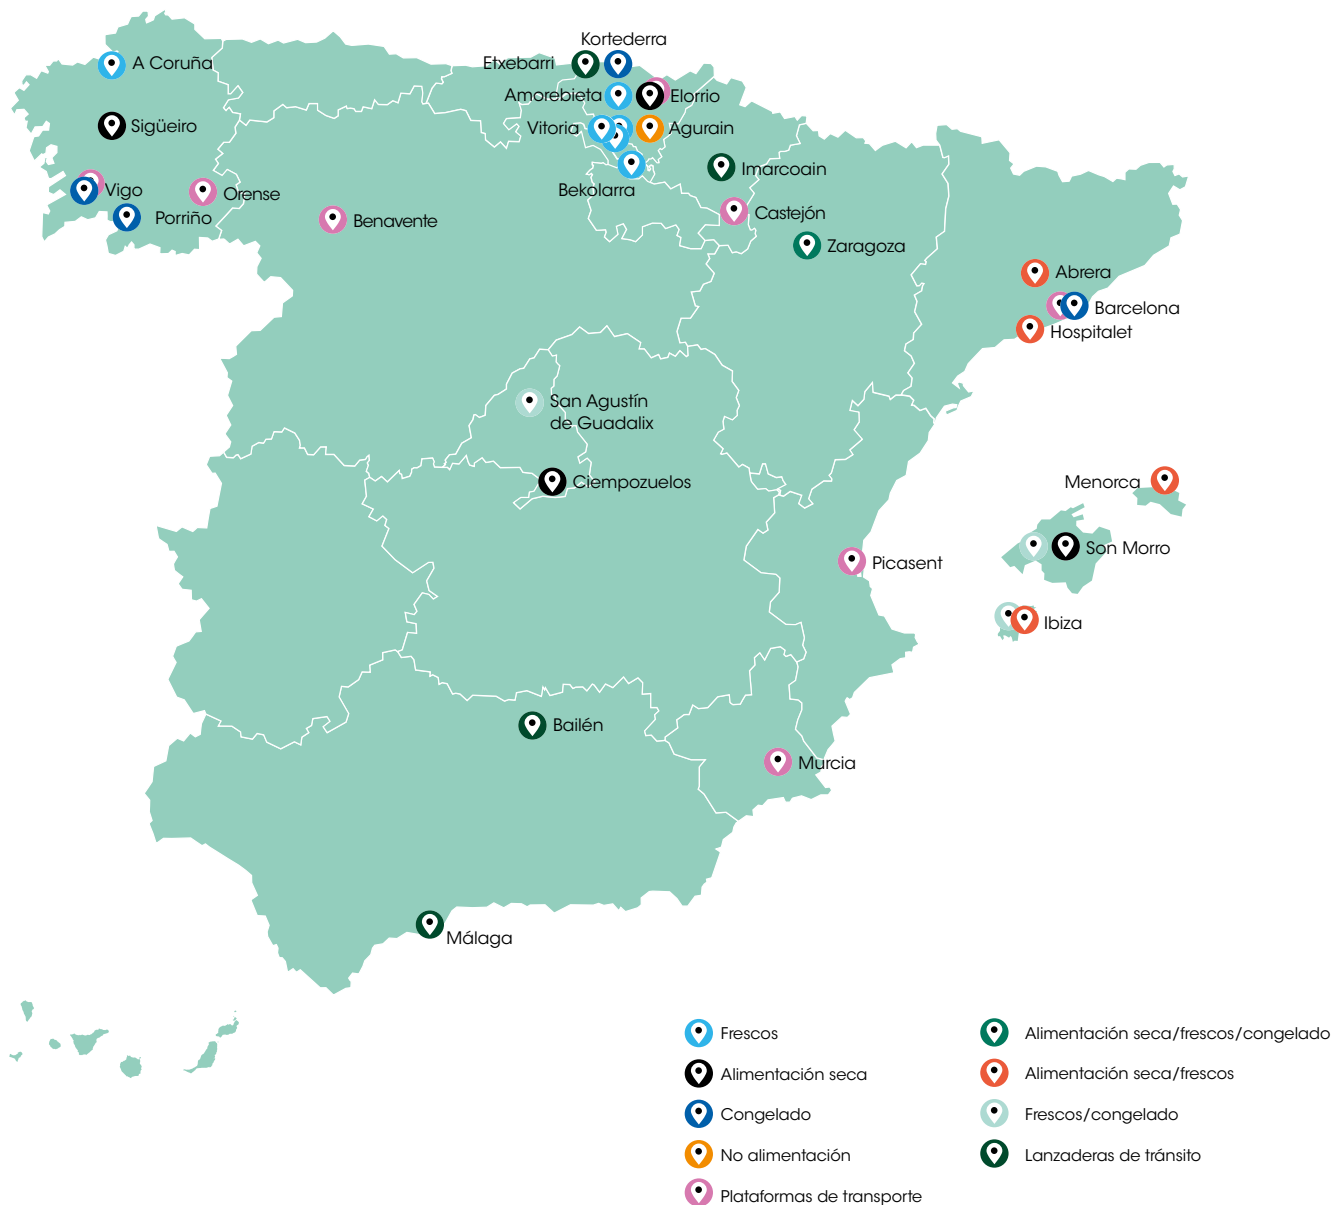 Kortederra
Etxebarri
A Coruña
Amorebieta
Elorrio
Sigüeiro
Vitoria
Agurain
Imarcoain
Bekolarra
Vigo
Orense
Castejón
Porriño
Benavente
Zaragoza
Abrera
Barcelona
Hospitalet
San Agustín
de Guadalix
Ciempozuelos
Menorca
Son Morro
Picasent
Ibiza
Bailén
Murcia
Málaga
Frescos
Alimentación seca
Congelado
No alimentación
Plataformas de transporte
Alimentación seca/frescos/congelado
Alimentación seca/frescos
Frescos/congelado
Lanzaderas de tránsito